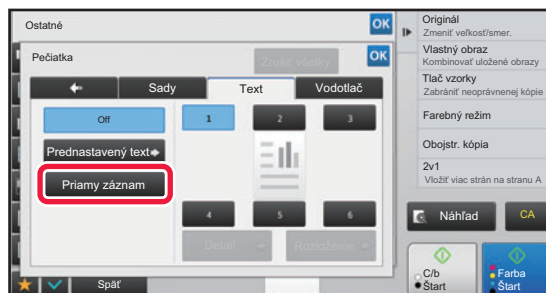 Ostatné
OK
Pečiatka
Zrušiť všetky
OK
Sady
Text
Vodotlač
Off
Prednastavený text
Priamy záznam
1
2
3
4
5
6
Detail
Rozloženie
Späť
Originál
Zmeniť veľkosť/smer.
Vlastný obraz
Kombinovať uložené obrazy
Tlač vzorky
Zabrániť neoprávnenej kópie
Farebný režim
Obojstr. kópia
2v1
Vložiť viac strán na stranu A
Náhľad
CA
C/b
Štart
Farba
Štart